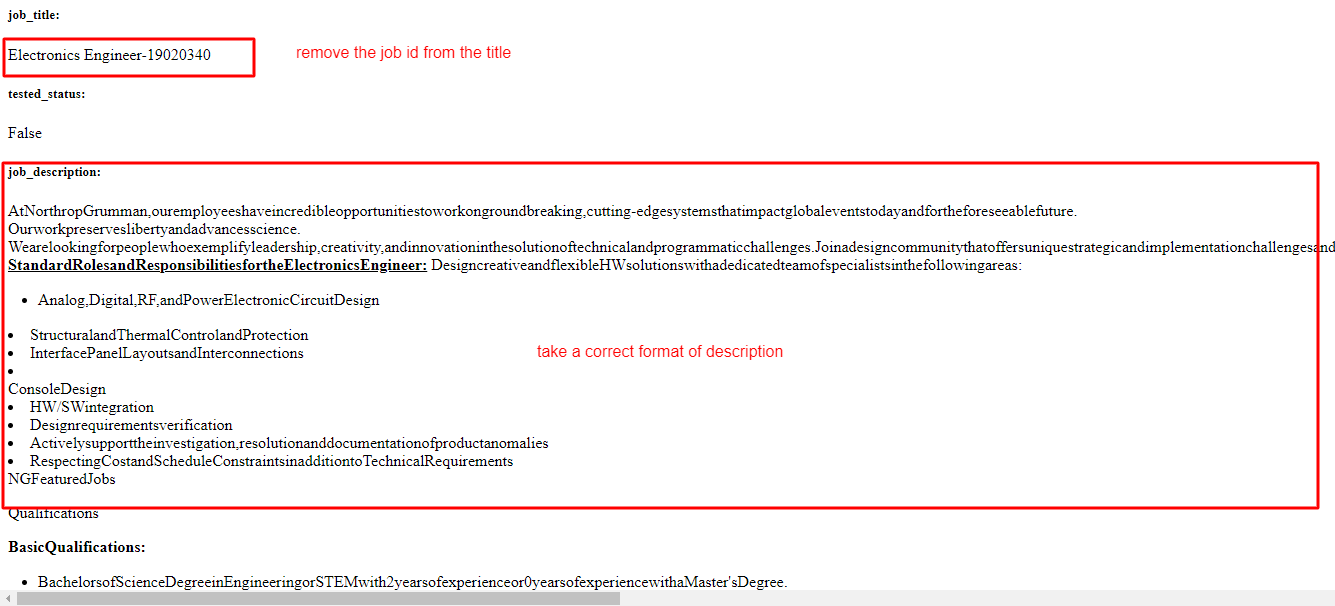 job_title:
Electronics Engineer-19020340
remove the job id from the title
tested_status:
False
job_description:
AtNorthropGrumman,ouremployeeshaveincredibleopportunitiestoworkongroundbreaking,cutting-edgesystemsthatimpactglobaleventstodayandfortheforeseeablefuture.
Ourworkpreserveslibertyandadvancesscience.
Wearelookingforpeoplewhoexemplifyleadership,creativity,andinnovationinthesolutionoftechnicalandprogrammaticchallenges.Joinadesigncommunitythatoffersuniquestrategicandimplementationchallengesand
StandardRolesandResponsibilitiesfortheElectronicsEngineer: DesigncreativeandflexibleHWsolutionswithadedicatedteamofspecialistsinthefollowingareas:
• Analog,Digital,RF,andPowerElectronicCircuitDesign
• StructuralandThermalControlandProtection
• InterfacePanelLayoutsandInterconnections
take a correct format of description
•
ConsoleDesign
• HW/SWintegration
• Designrequirementsverification
• Activelysupporttheinvestigation,resolutionanddocumentationofproductanomalies
• RespectingCostandScheduleConstraintsinadditiontoTechnicalRequirements
NGFeaturedJobs
Qualifications
BasicQualifications:
• BachelorsofScienceDegreeinEngineeringorSTEMwith2yearsofexperienceor0yearsofexperiencewithaMaster'sDegree.